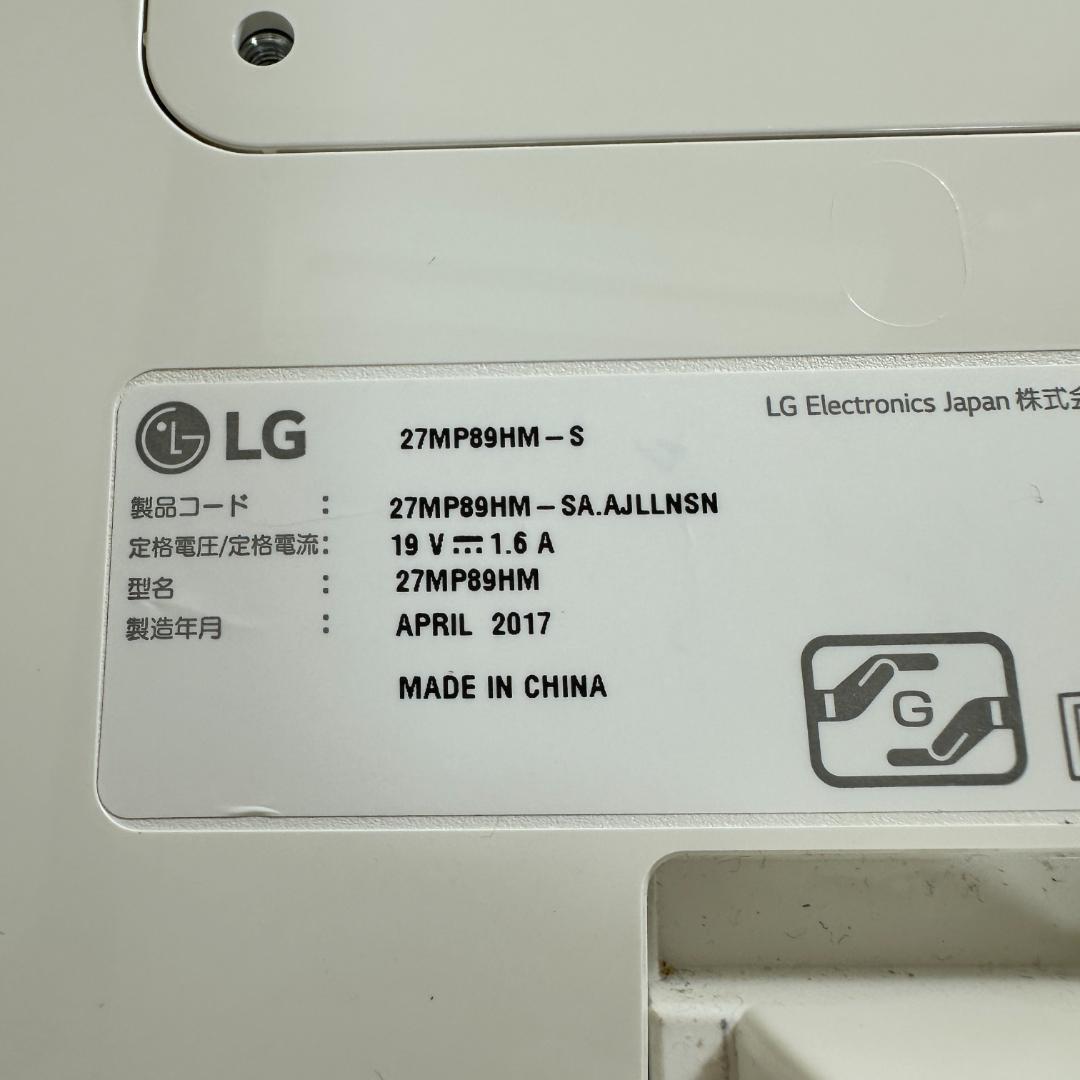 LG Electronics Japan 株式会
LG 27MP89HM-S
製品コード : 27MP89HM-SA.AJLLNSN
定格電圧/定格電流: 19 V ⎓ 1.6 A
型名 : 27MP89HM
製造年月 : APRIL 2017
MADE IN CHINA
G